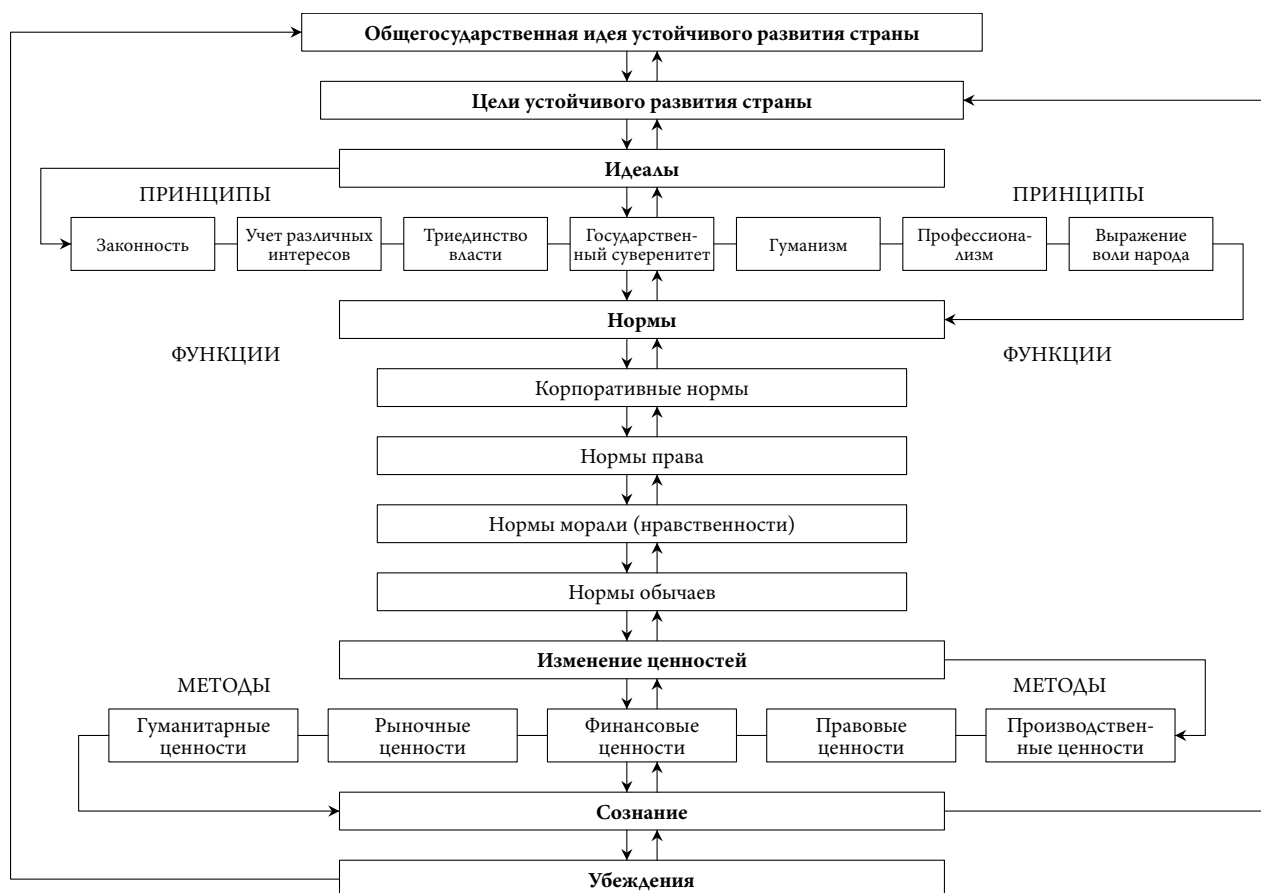 Общегосударственная идея устойчивого развития страны
Цели устойчивого развития страны
Идеалы
ПРИНЦИПЫ
ПРИНЦИПЫ
Законность
Учет различных
интересов
Триединство
власти
Государствен-
ный суверенитет
Гуманизм
Профессиона-
лизм
Выражение
воли народа
Нормы
ФУНКЦИИ
ФУНКЦИИ
Корпоративные нормы
Нормы права
Нормы морали (нравственности)
Нормы обычаев
Изменение ценностей
МЕТОДЫ
МЕТОДЫ
Гуманитарные
ценности
Рыночные
ценности
Финансовые
ценности
Правовые
ценности
Производствен-
ные ценности
Сознание
Убеждения